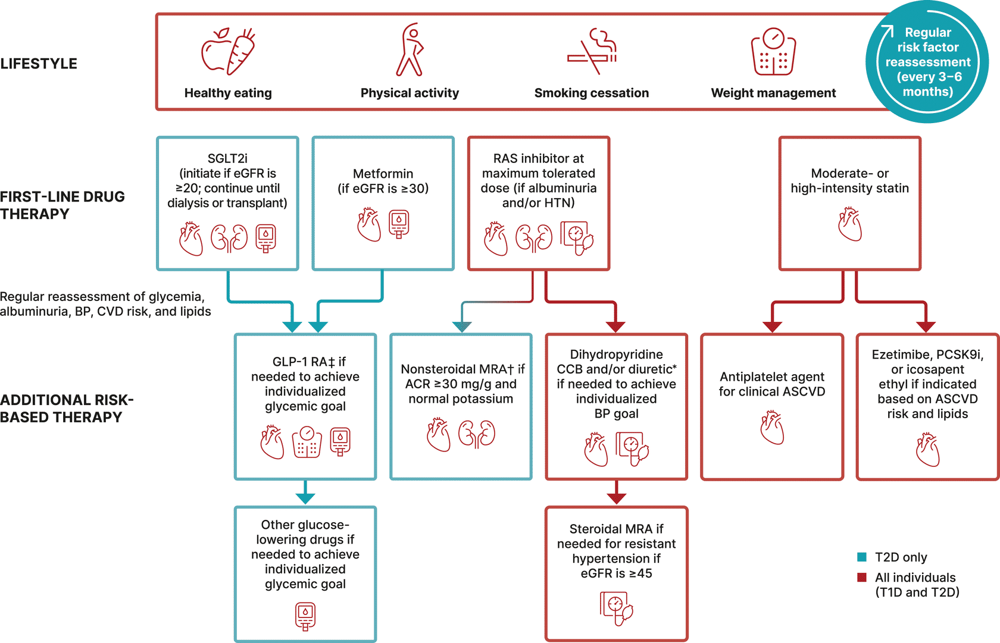 LIFESTYLE
Healthy eating
Physical activity
Smoking cessation
Weight management
Regular
risk factor
reassessment
(every 3–6
months)
FIRST-LINE DRUG
THERAPY
SGLT2i
(initiate if eGFR is
≥20; continue until
dialysis or transplant)
Metformin
(if eGFR is ≥30)
RAS inhibitor at
maximum tolerated
dose (if albuminuria
and/or HTN)
Moderate- or
high-intensity statin
Regular reassessment of glycemia,
albuminuria, BP, CVD risk, and lipids
ADDITIONAL RISK-
BASED THERAPY
GLP-1 RA‡ if
needed to achieve
individualized
glycemic goal
Nonsteroidal MRA† if
ACR ≥30 mg/g and
normal potassium
Dihydropyridine
CCB and/or diuretic*
if needed to achieve
individualized
BP goal
Antiplatelet agent
for clinical ASCVD
Ezetimibe, PCSK9i,
or icosapent
ethyl if indicated
based on ASCVD
risk and lipids
Other glucose-
lowering drugs if
needed to achieve
individualized
glycemic goal
Steroidal MRA if
needed for resistant
hypertension if
eGFR is ≥45
T2D only
All individuals
(T1D and T2D)